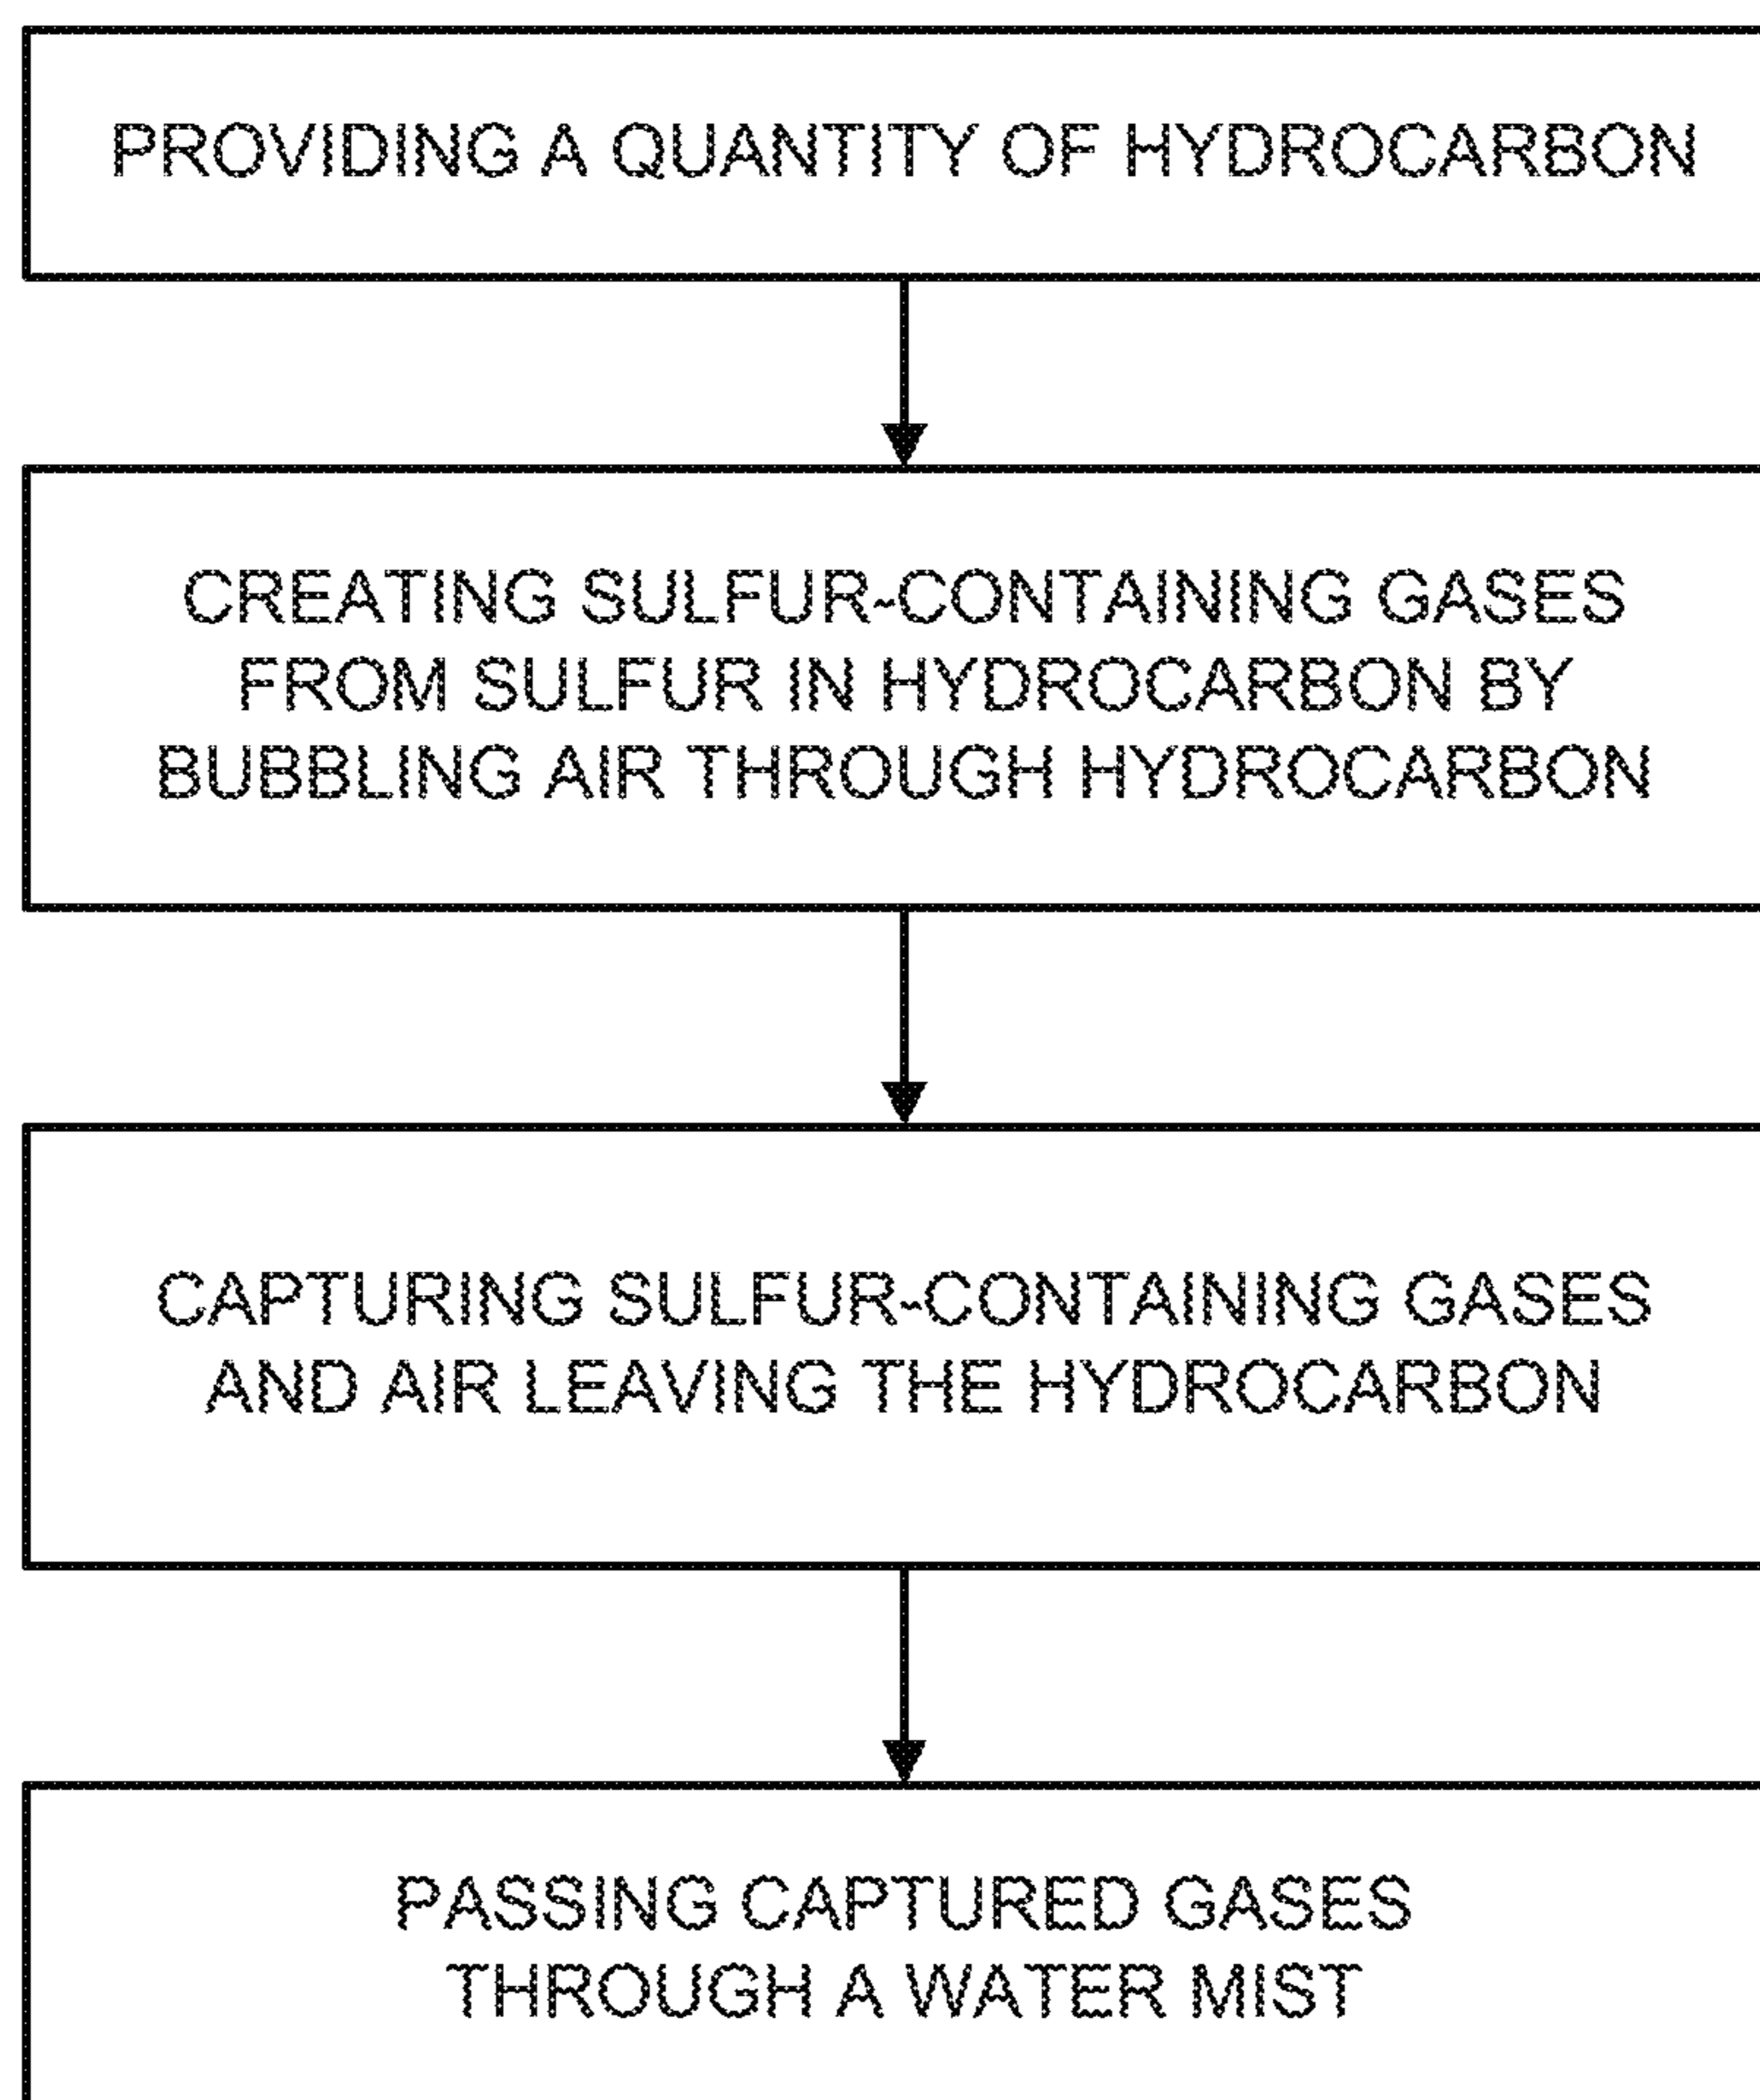 PROVIDING A QUANTITY OF HYDROCARBON
CREATING SULFUR-CONTAINING GASES
FROM SULFUR IN HYDROCARBON BY
BUBBLING AIR THROUGH HYDROCARBON
CAPTURING SULFUR-CONTAINING GASES
AND AIR LEAVING THE HYDROCARBON
PASSING CAPTURED GASES
THROUGH A WATER MIST